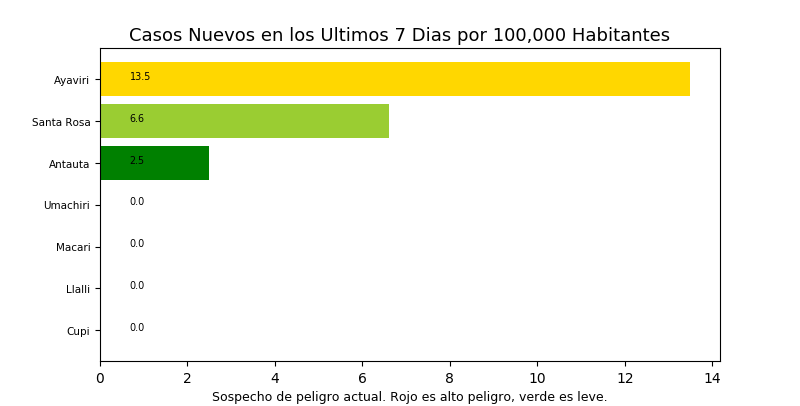 Casos Nuevos en los Ultimos 7 Dias por 100,000 Habitantes
Ayaviri 13.5
Santa Rosa 6.6
Antauta 2.5
Umachiri 0.0
Macari 0.0
Llalli 0.0
Cupi 0.0
0 2 4 6 8 10 12 14
Sospecho de peligro actual. Rojo es alto peligro, verde es leve.